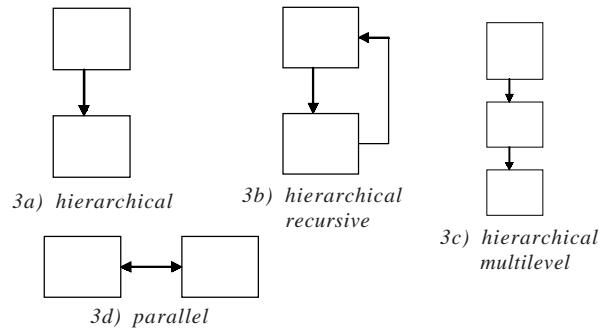 3a) hierarchical
3b) hierarchical
recursive
3c) hierarchical
multilevel
3d) parallel